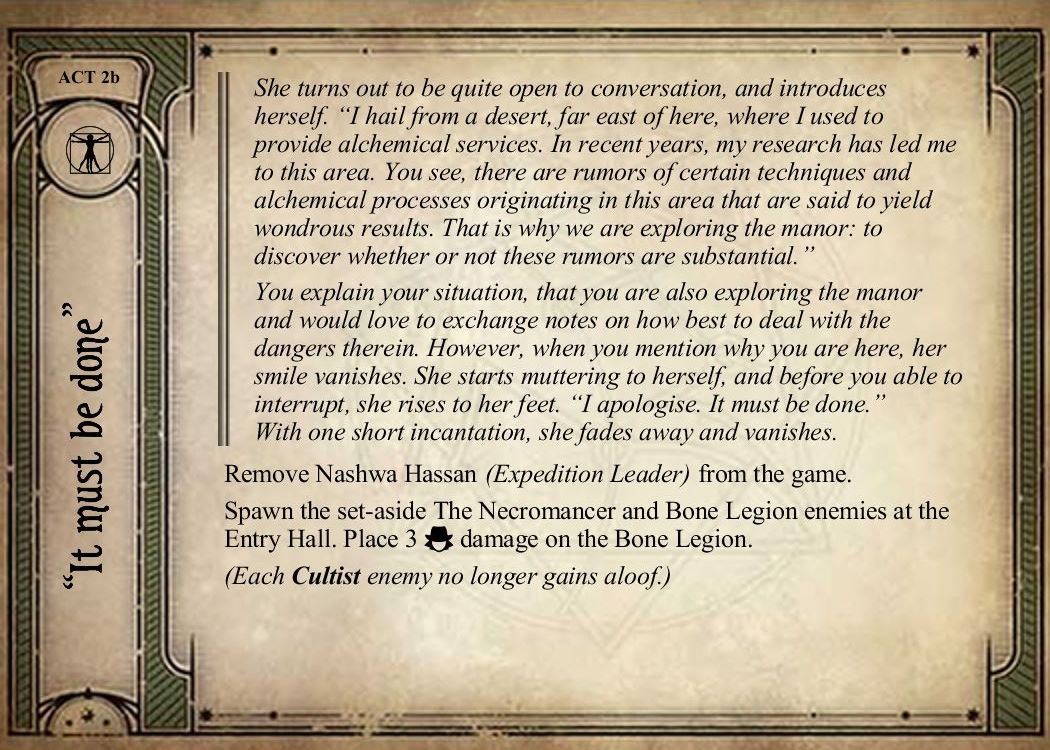 ACT 2b
“It must be done”
She turns out to be quite open to conversation, and introduces
herself. “I hail from a desert, far east of here, where I used to
provide alchemical services. In recent years, my research has led me
to this area. You see, there are rumors of certain techniques and
alchemical processes originating in this area that are said to yield
wondrous results. That is why we are exploring the manor: to
discover whether or not these rumors are substantial.”
You explain your situation, that you are also exploring the manor
and would love to exchange notes on how best to deal with the
dangers therein. However, when you mention why you are here, her
smile vanishes. She starts muttering to herself, and before you able to
interrupt, she rises to her feet. “I apologise. It must be done.”
With one short incantation, she fades away and vanishes.
Remove Nashwa Hassan (Expedition Leader) from the game.
Spawn the set-aside The Necromancer and Bone Legion enemies at the
Entry Hall. Place 3 damage on the Bone Legion.
(Each Cultist enemy no longer gains aloof.)